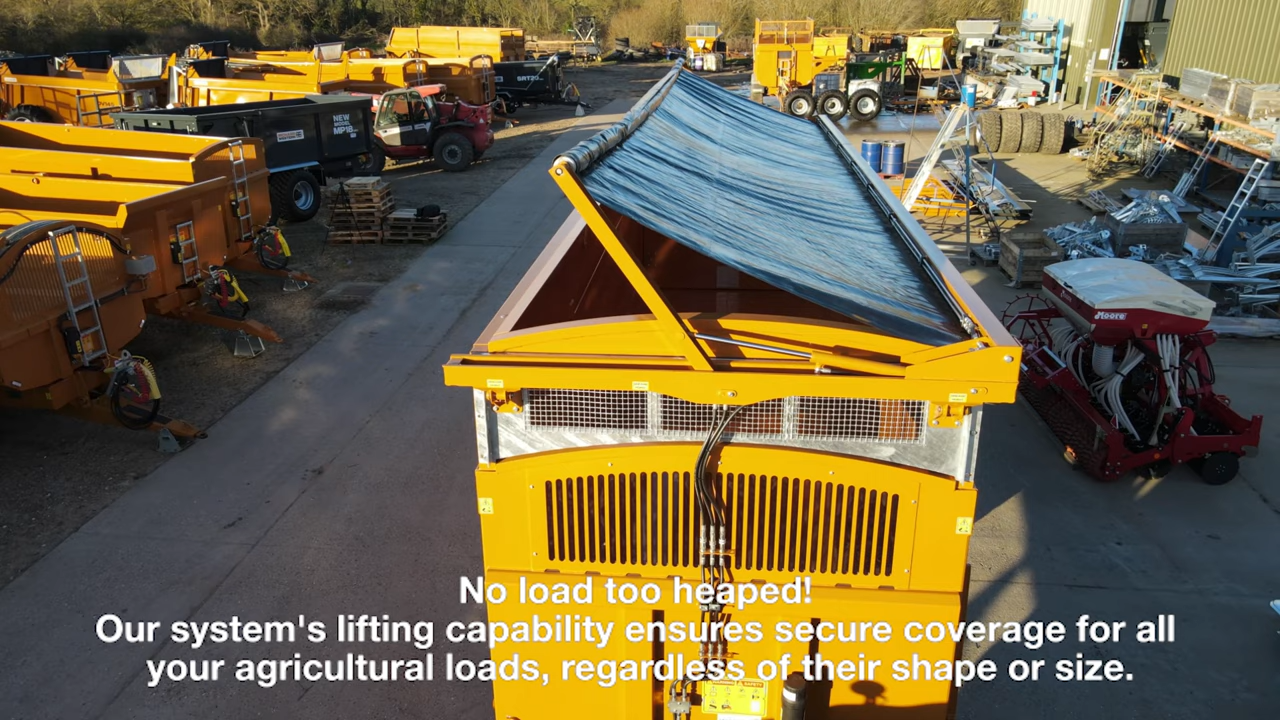 SRT20
NEW
MODEL
MP18
Moore
No load too heaped!
Our system's lifting capability ensures secure coverage for all
your agricultural loads, regardless of their shape or size.